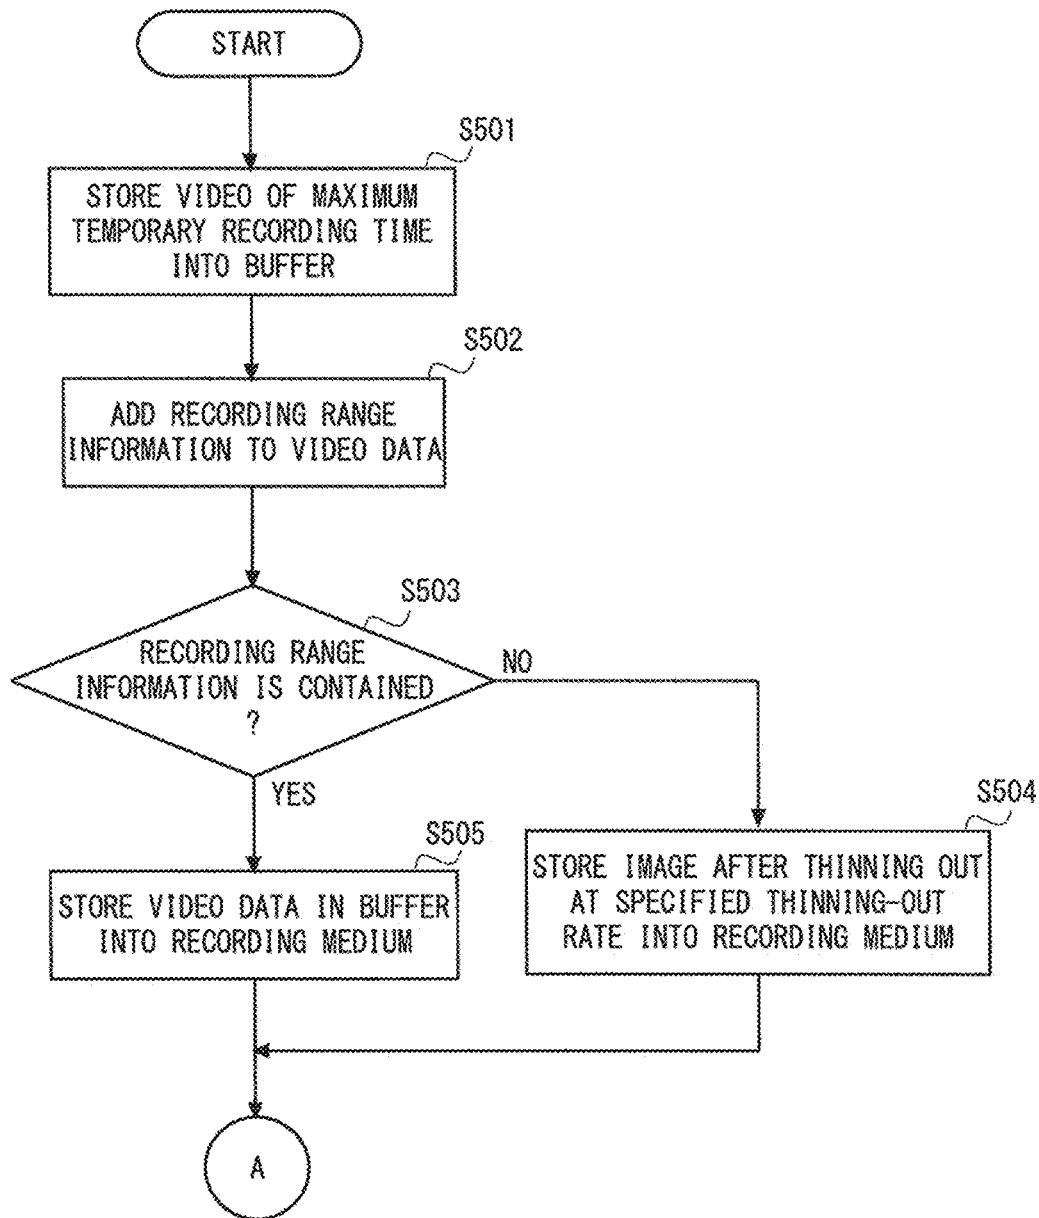 START
S501
STORE VIDEO OF MAXIMUM
TEMPORARY RECORDING TIME
INTO BUFFER
S502
ADD RECORDING RANGE
INFORMATION TO VIDEO DATA
S503
RECORDING RANGE
INFORMATION IS CONTAINED
?
NO
YES
S504
STORE IMAGE AFTER THINNING OUT
AT SPECIFIED THINNING-OUT
RATE INTO RECORDING MEDIUM
S505
STORE VIDEO DATA IN BUFFER
INTO RECORDING MEDIUM
A